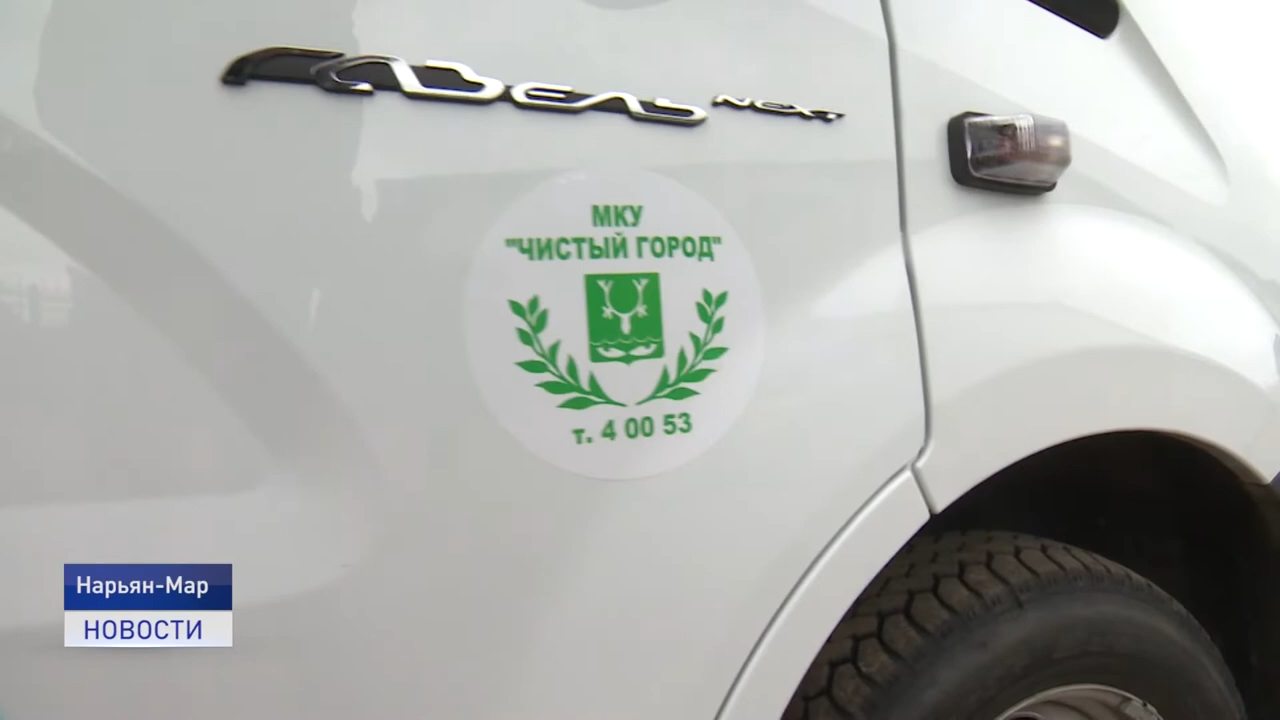 ГАЗЕЛЬ NEXT
МКУ
"ЧИСТЫЙ ГОРОД"
т. 4 00 53
Нарьян-Мар
НОВОСТИ